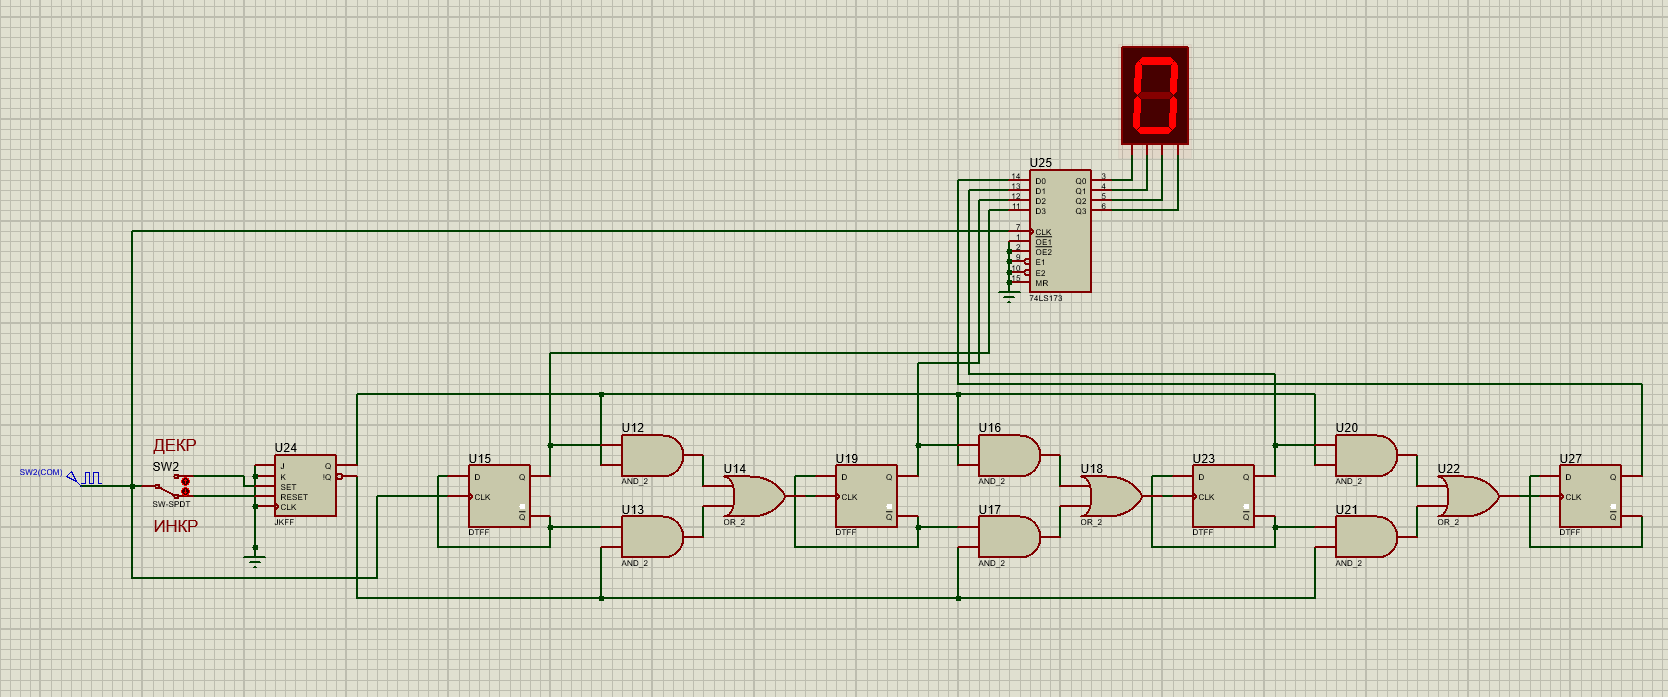 U25
14 D0 Q0 3
13 D1 Q1 4
12 D2 Q2 5
11 D3 Q3 6
7 CLK
1 OE1
2 OE2
9 E1
10 E2
15 MR
74LS173
ДЕКР
SW2
SW2(COM)
SW-SPDT
ИНКР
U24
J Q
K !Q
SET
RESET
CLK
JKFF
U15
D Q
CLK
Q
DTFF
U12
AND_2
U13
AND_2
U14
OR_2
U19
D Q
CLK
Q
DTFF
U16
AND_2
U17
AND_2
U18
OR_2
U23
D Q
CLK
Q
DTFF
U20
AND_2
U21
AND_2
U22
OR_2
U27
D Q
CLK
Q
DTFF
0